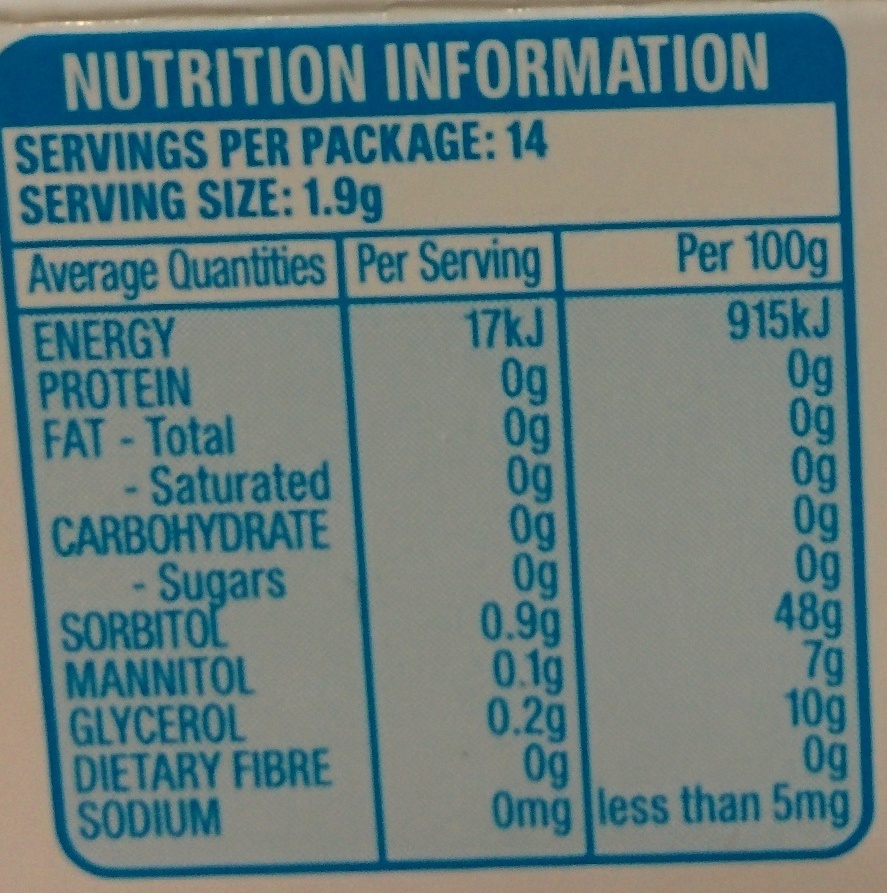 NUTRITION INFORMATION
SERVINGS PER PACKAGE: 14
SERVING SIZE: 1.9g
Average Quantities Per Serving Per 100g
ENERGY 17kJ 915kJ
PROTEIN 0g 0g
FAT - Total 0g 0g
- Saturated 0g 0g
CARBOHYDRATE 0g 0g
- Sugars 0g 0g
SORBITOL 0.9g 48g
MANNITOL 0.1g 7g
GLYCEROL 0.2g 10g
DIETARY FIBRE 0g 0g
SODIUM 0mg less than 5mg